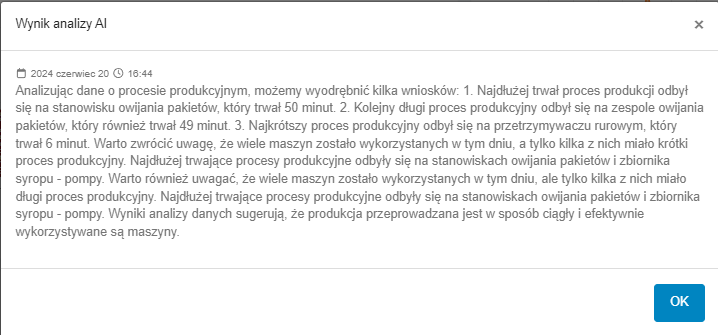 Wynik analizy AI
×
2024 czerwiec 20 16:44
Analizując dane o procesie produkcyjnym, możemy wyodrębnić kilka wniosków: 1. Najdłużej trwał proces produkcji odbył
się na stanowisku owijania pakietów, który trwał 50 minut. 2. Kolejny długi proces produkcyjny odbył się na zespole owijania
pakietów, który również trwał 49 minut. 3. Najkrótszy proces produkcyjny odbył się na przetrzymywaczu rurowym, który
trwał 6 minut. Warto zwrócić uwagę, że wiele maszyn zostało wykorzystanych w tym dniu, a tylko kilka z nich miało krótki
proces produkcyjny. Najdłużej trwające procesy produkcyjne odbyły się na stanowiskach owijania pakietów i zbiornika
syropu - pompy. Warto również uwagać, że wiele maszyn zostało wykorzystanych w tym dniu, ale tylko kilka z nich miało
długi proces produkcyjny. Najdłużej trwające procesy produkcyjne odbyły się na stanowiskach owijania pakietów i zbiornika
syropu - pompy. Wyniki analizy danych sugerują, że produkcja przeprowadzana jest w sposób ciągły i efektywnie
wykorzystywane są maszyny.
OK